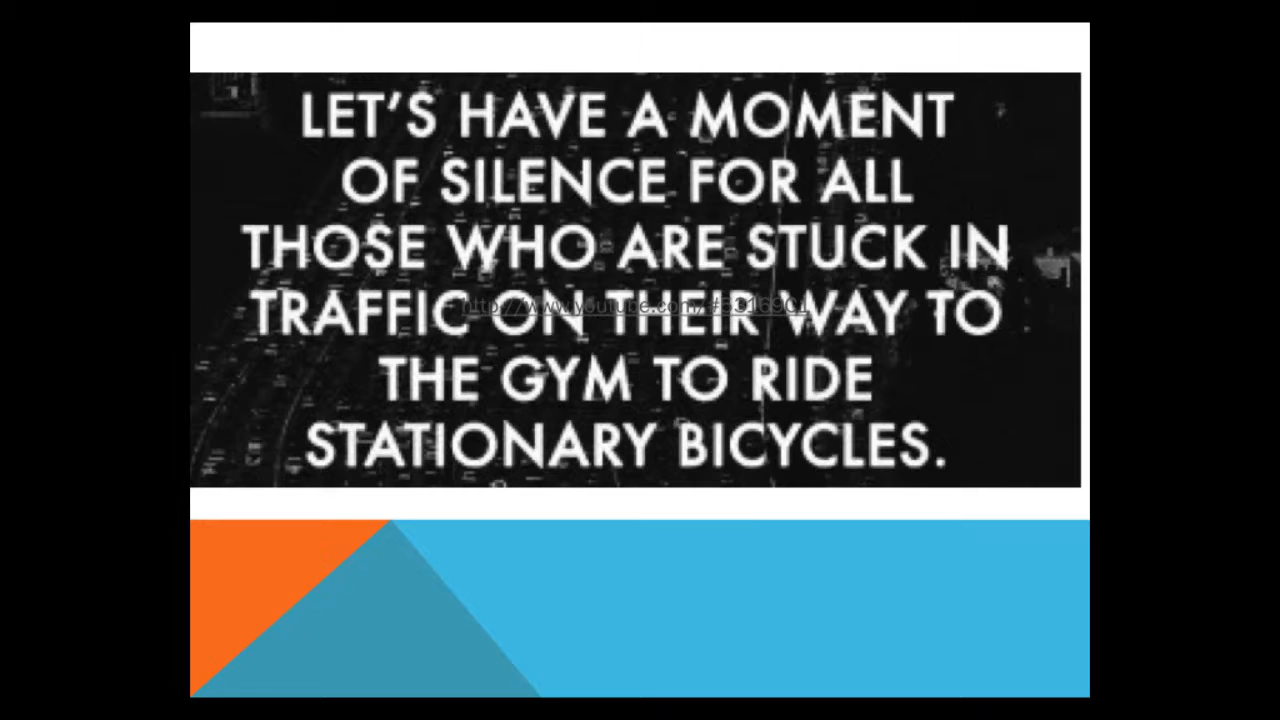 LET'S HAVE A MOMENT
OF SILENCE FOR ALL
THOSE WHO ARE STUCK IN
TRAFFIC ON THEIR WAY TO
THE GYM TO RIDE
STATIONARY BICYCLES.